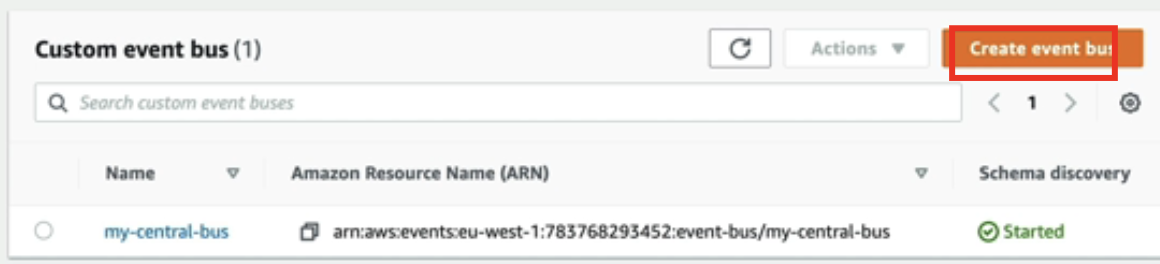 Custom event bus (1)
Actions
Create event bus
Search custom event buses
1
Name
Amazon Resource Name (ARN)
Schema discovery
my-central-bus
arn:aws:events:eu-west-1:783768293452:event-bus/my-central-bus
Started